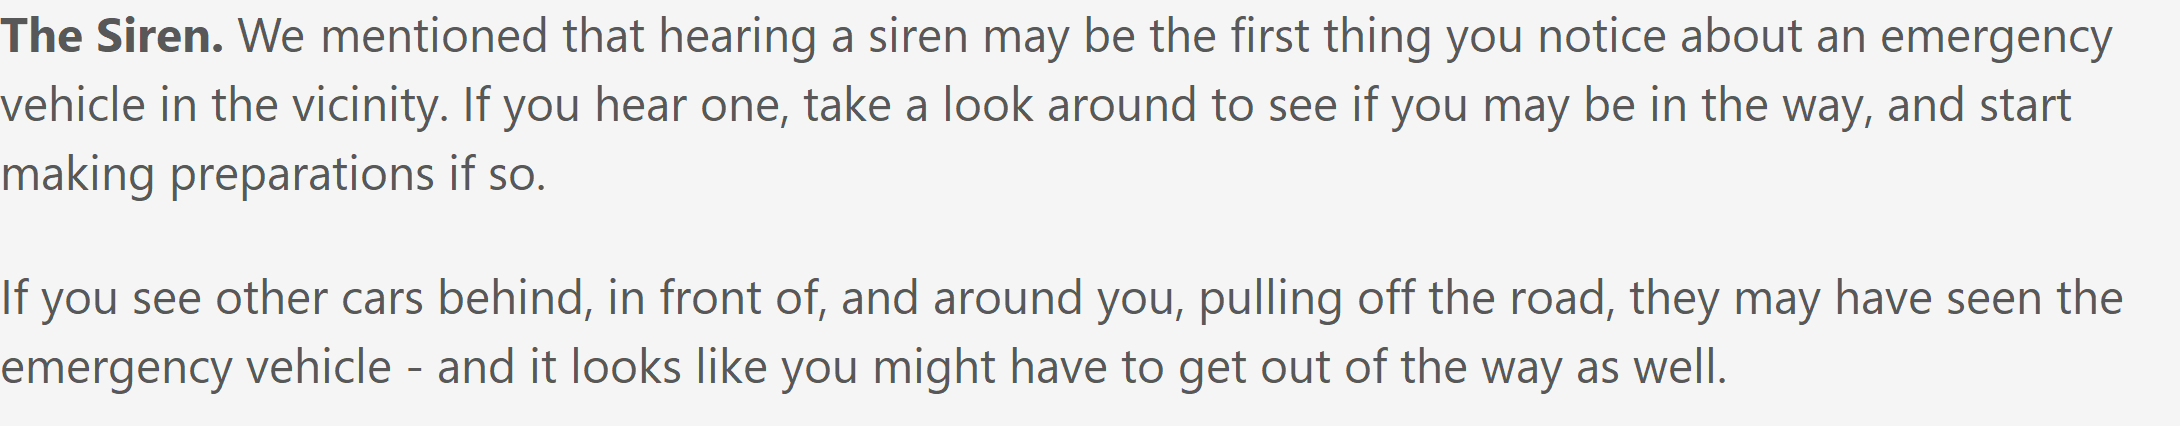 The Siren. We mentioned that hearing a siren may be the first thing you notice about an emergency
vehicle in the vicinity. If you hear one, take a look around to see if you may be in the way, and start
making preparations if so.
If you see other cars behind, in front of, and around you, pulling off the road, they may have seen the
emergency vehicle - and it looks like you might have to get out of the way as well.